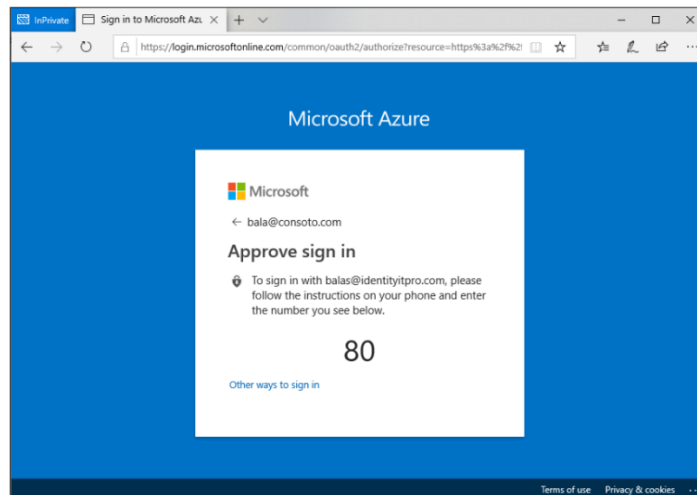 InPrivate
Sign in to Microsoft Azu
https://login.microsoftonline.com/common/oauth2/authorize?resource=https%3a%2f%2
Microsoft Azure
Microsoft
← bala@consoto.com
Approve sign in
To sign in with balas@identityitpro.com, please
follow the instructions on your phone and enter
the number you see below.
80
Other ways to sign in
Terms of use Privacy & cookies ...